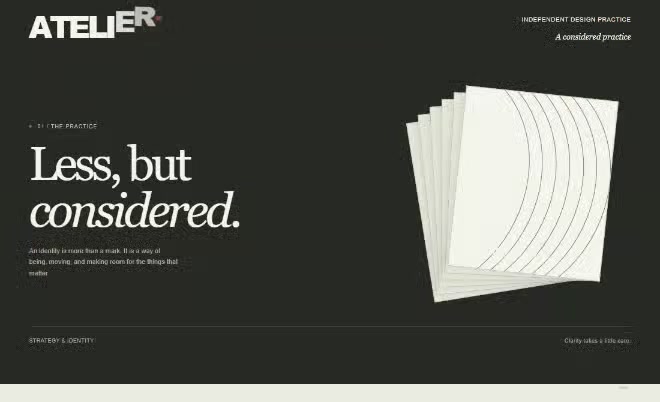 ATELIER
INDEPENDENT DESIGN PRACTICE
A considered practice
01 / THE PRACTICE
Less, but
considered.
An identity is more than a mark. It is a way of
being, moving, and making room for the things that
matter.
STRATEGY & IDENTITY
Clarity takes a little care.